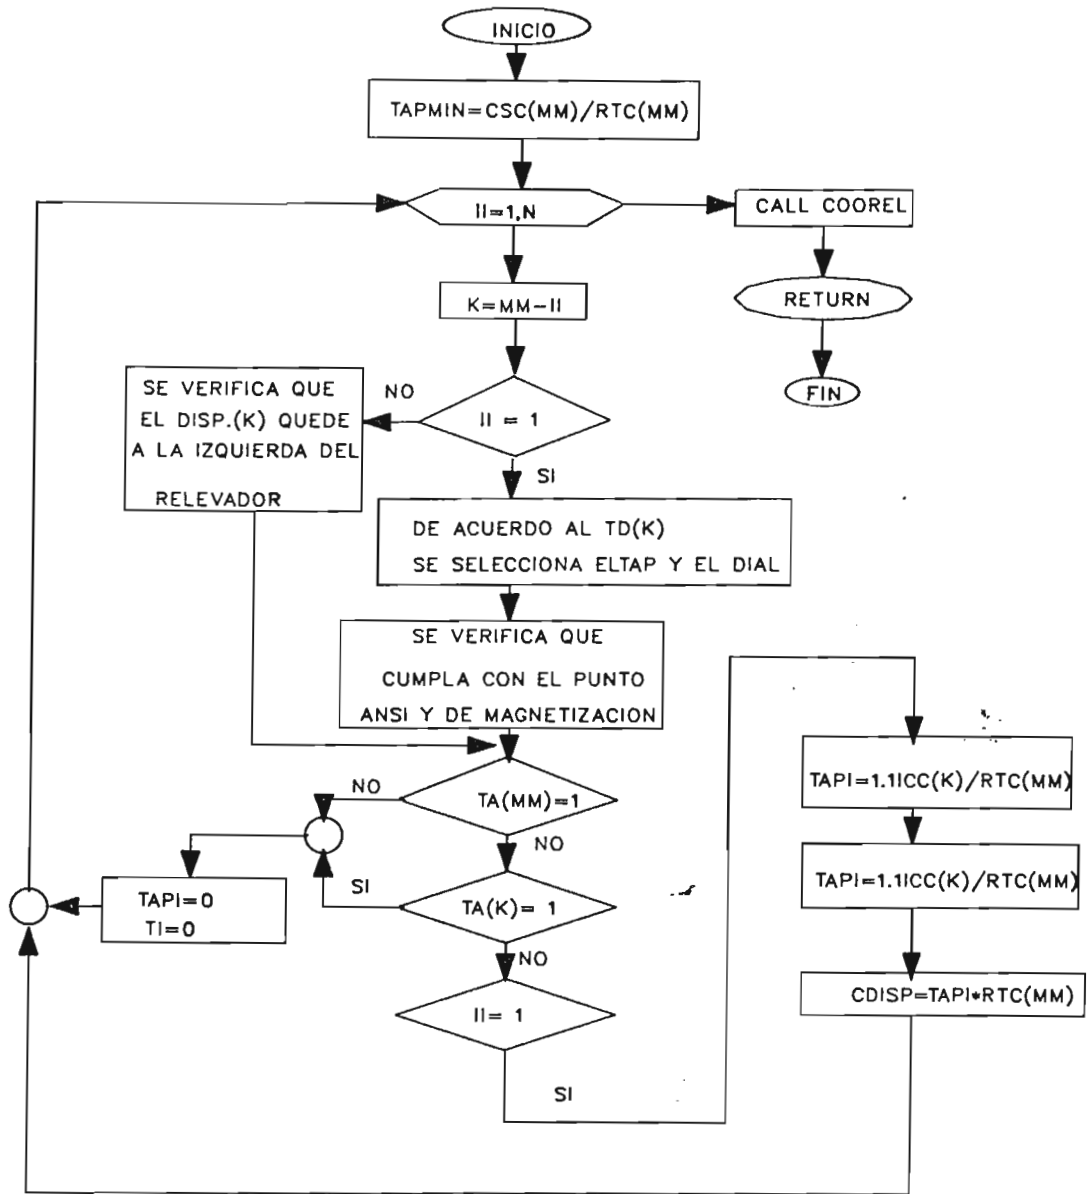 INICIO
TAPMIN=CSC(MM)/RTC(MM)
II=1,N
CALL COOREL
K=MM-II
RETURN
FIN
II = 1
NO
SE VERIFICA QUE
EL DISP.(K) QUEDE
A LA IZQUIERDA DEL
RELEVADOR
SI
DE ACUERDO AL TD(K)
SE SELECCIONA ELTAP Y EL DIAL
SE VERIFICA QUE
CUMPLA CON EL PUNTO
ANSI Y DE MAGNETIZACION
TA(MM)=1
NO
NO
TAPI=1.1ICC(K)/RTC(MM)
TAPI=1.1ICC(K)/RTC(MM)
SI
TA(K)= 1
TAPI=0
TI=0
NO
II= 1
CDISP=TAPI*RTC(MM)
SI